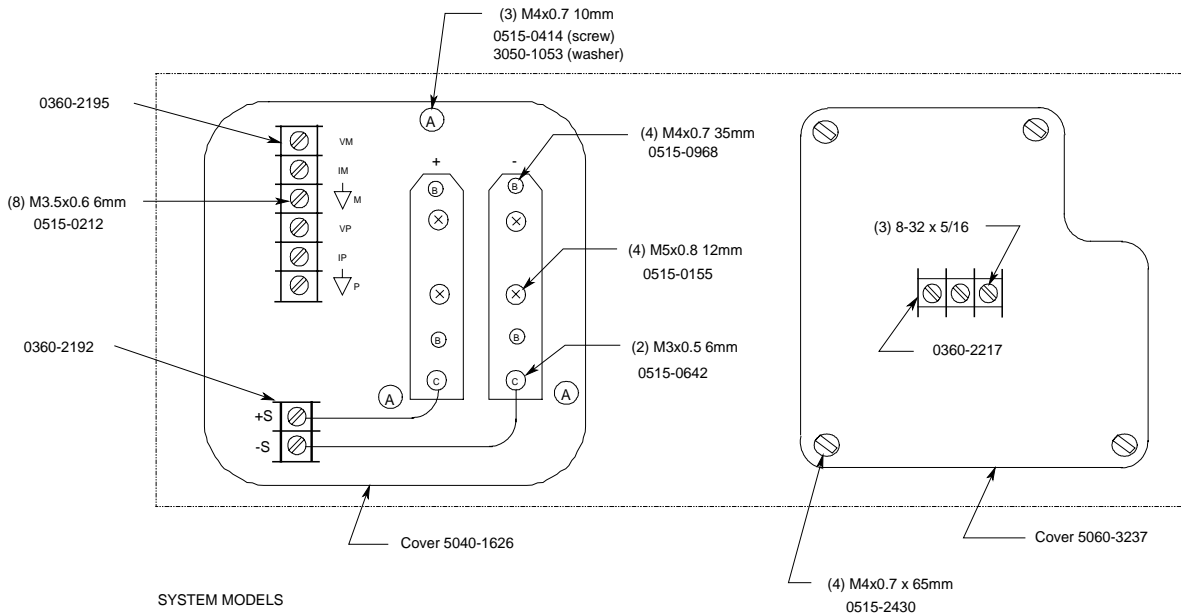 (3) M4x0.7 10mm
0515-0414 (screw)
3050-1053 (washer)
0360-2195
A
VM
IM
M
VP
IP
P
(8) M3.5x0.6 6mm
0515-0212
+
-
B
B
(4) M4x0.7 35mm
0515-0968
(4) M5x0.8 12mm
0515-0155
B
B
(2) M3x0.5 6mm
0515-0642
C
C
A
A
0360-2192
+S
-S
Cover 5040-1626
(3) 8-32 x 5/16
0360-2217
Cover 5060-3237
(4) M4x0.7 x 65mm
0515-2430
SYSTEM MODELS